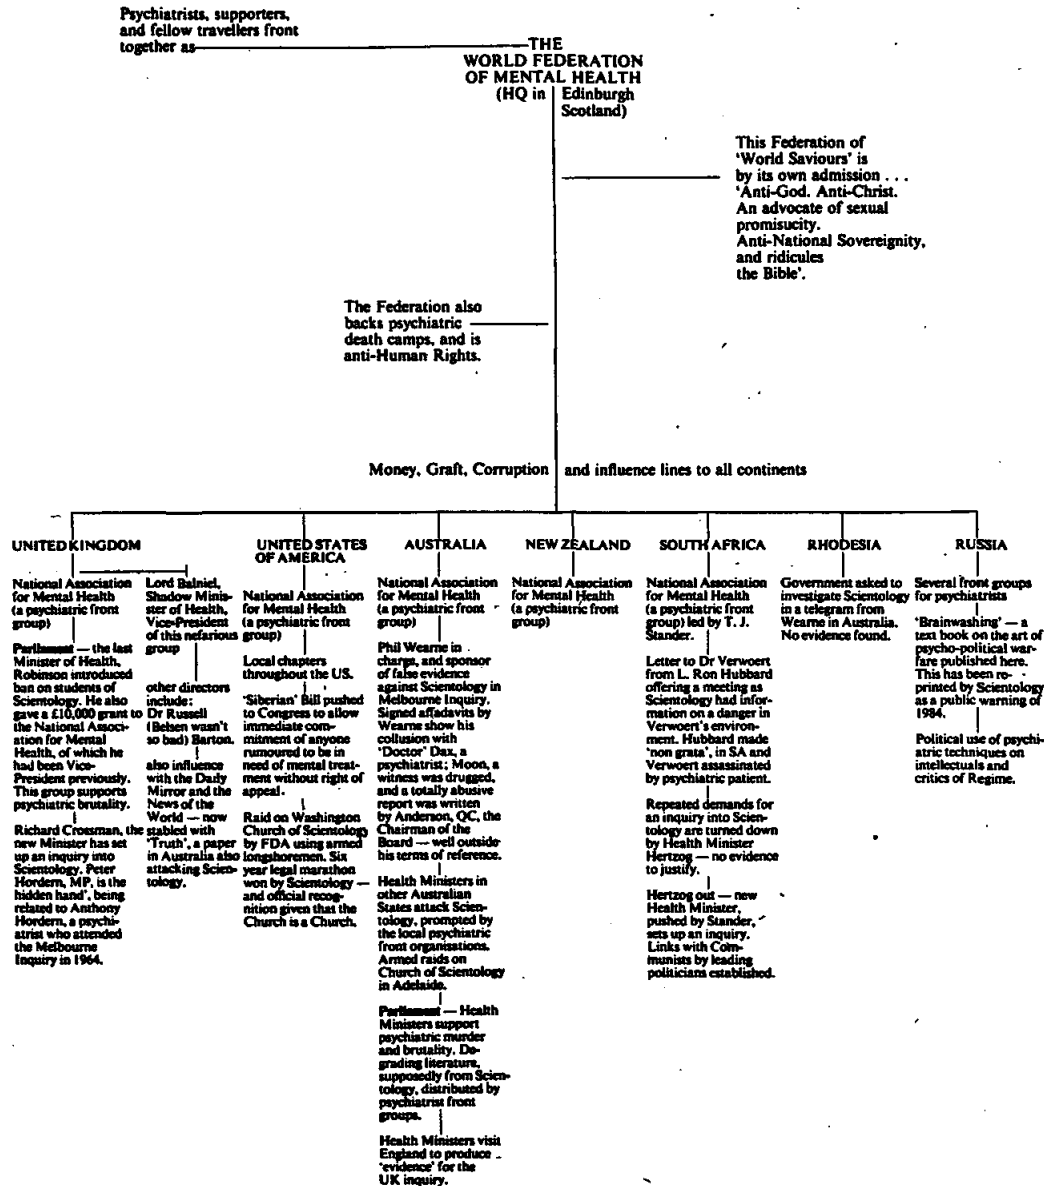 Psychiatrists, supporters,
and fellow travellers front
together as
THE
WORLD FEDERATION
OF MENTAL HEALTH
(HQ in Edinburgh
Scotland)
This Federation of
'World Saviours' is
by its own admission . . .
'Anti-God. Anti-Christ.
An advocate of sexual
promisucity.
Anti-National Sovereignity,
and ridicules
the Bible'.
The Federation also
backs psychiatric
death camps, and is
anti-Human Rights.
Money, Graft, Corruption and influence lines to all continents
UNITED KINGDOM
National Association
for Mental Health
(a psychiatric front
group)
Parliament — the last
Minister of Health,
Robinson introduced
ban on students of
Scientology. He also
gave a £10,000 grant to
the National Associ-
ation for Mental
Health, of which he
had been Vice-
President previously.
This group supports
psychiatric brutality.
Richard Crossman, the
new Minister has set
up an inquiry into
Scientology. Peter
Hordern, MP, is the
hidden hand', being
related to Anthony
Hordern, a psychi-
atrist who attended
the Melbourne
Inquiry in 1964.
Lord Balniel,
Shadow Minis-
ter of Health,
Vice-President
of this nefarious
group
other directors
include:
Dr Russell
(Belsen wasn't
so bad) Barton.
also influence
with the Daily
Mirror and the
News of the
World — now
stabled with
'Truth', a paper
in Australia also
attacking Scien-
tology.
UNITED STATES
OF AMERICA
National Association
for Mental Health
(a psychiatric front
group)
Local chapters
throughout the US.
'Siberian' Bill pushed
to Congress to allow
immediate com-
mitment of anyone
rumoured to be in
need of mental treat-
ment without right of
appeal.
Raid on Washington
Church of Scientology
by FDA using armed
longshoremen. Six
year legal marathon
won by Scientology —
and official recog-
nition given that the
Church is a Church.
AUSTRALIA
National Association
for Mental Health
(a psychiatric front
group)
Phil Wearne in
charge, and sponsor
of false evidence
against Scientology in
Melbourne Inquiry.
Signed affadavits by
Wearne show his
collusion with
'Doctor' Dax, a
psychiatrist; Moon, a
witness was drugged,
and a totally abusive
report was written
by Anderson, QC, the
Chairman of the
Board — well outside
his terms of reference.
Health Ministers in
other Australian
States attack Scien-
tology, prompted by
the local psychiatric
front organisations.
Armed raids on
Church of Scientology
in Adelaide.
Parliament — Health
Ministers support
psychiatric murder
and brutality. De-
grading literature,
supposedly from Scien-
tology, distributed by
psychiatrist front
groups.
Health Ministers visit
England to produce
'evidence' for the
UK inquiry.
NEW ZEALAND
National Association
for Mental Health
(a psychiatric front
group)
SOUTH AFRICA
National Association
for Mental Health
(a psychiatric front
group) led by T. J.
Stander.
Letter to Dr Verwoert
from L. Ron Hubbard
offering a meeting as
Scientology had infor-
mation on a danger in
Verwoert's environ-
ment. Hubbard made
'non grata', in SA and
Verwoert assassinated
by psychiatric patient.
Repeated demands for
an inquiry into Scien-
tology are turned down
by Health Minister
Hertzog — no evidence
to justify.
Hertzog out — new
Health Minister,
pushed by Stander,
sets up an inquiry.
Links with Com-
munists by leading
politicians established.
RHODESIA
Government asked to
investigate Scientology
in a telegram from
Wearne in Australia.
No evidence found.
RUSSIA
Several front groups
for psychiatrists
'Brainwashing' — a
text book on the art of
psycho-political war-
fare published here.
This has been re-
printed by Scientology
as a public warning of
1984.
Political use of psychi-
atric techniques on
intellectuals and
critics of Regime.